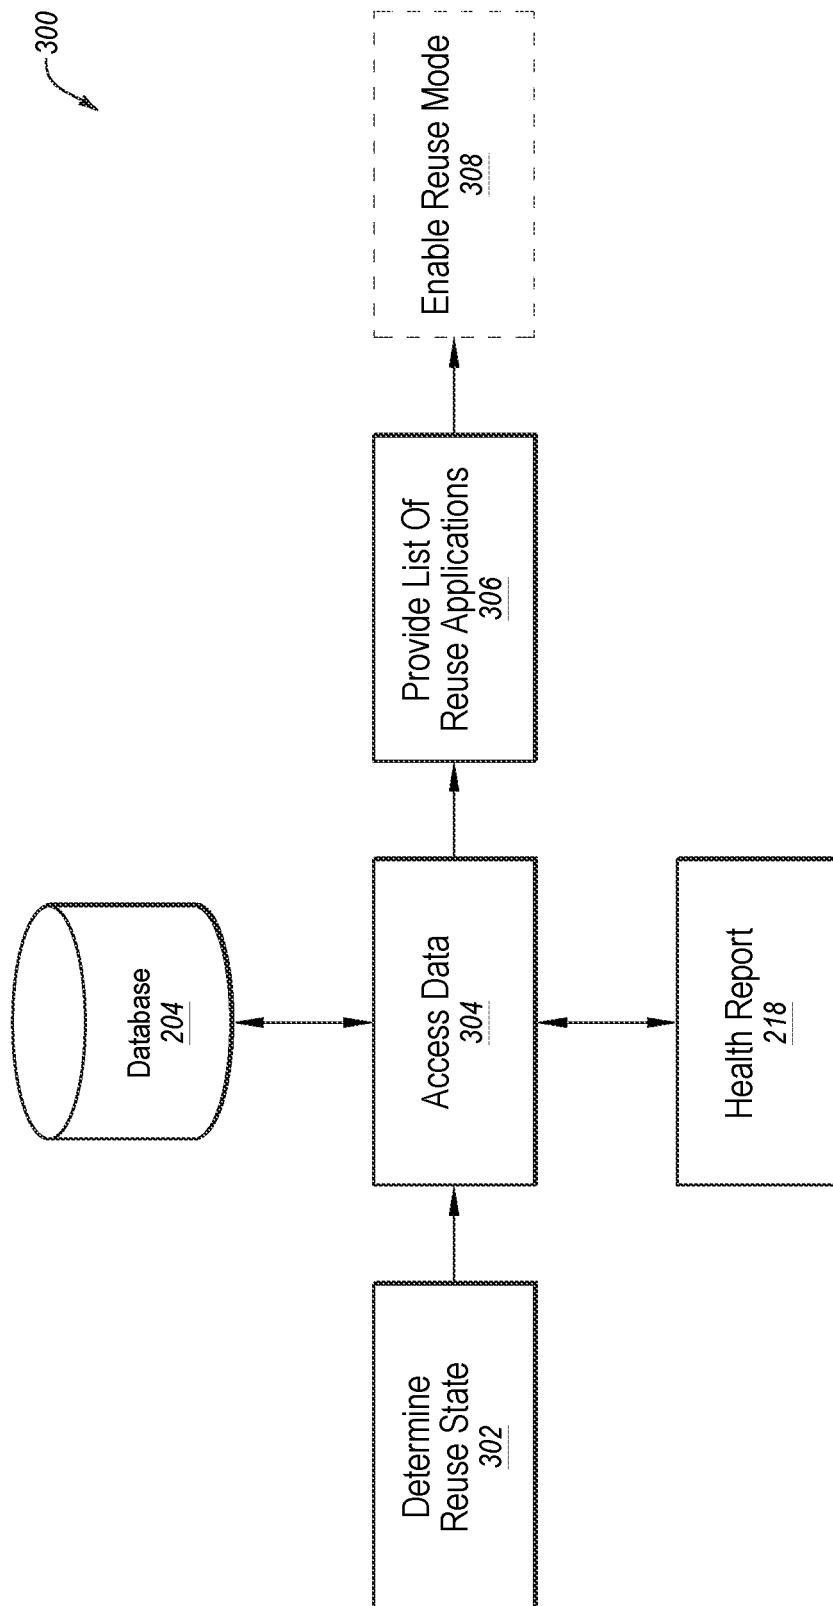 300
Database
204
Determine
Reuse State
302
Access Data
304
Provide List Of
Reuse Applications
306
Enable Reuse Mode
308
Health Report
218